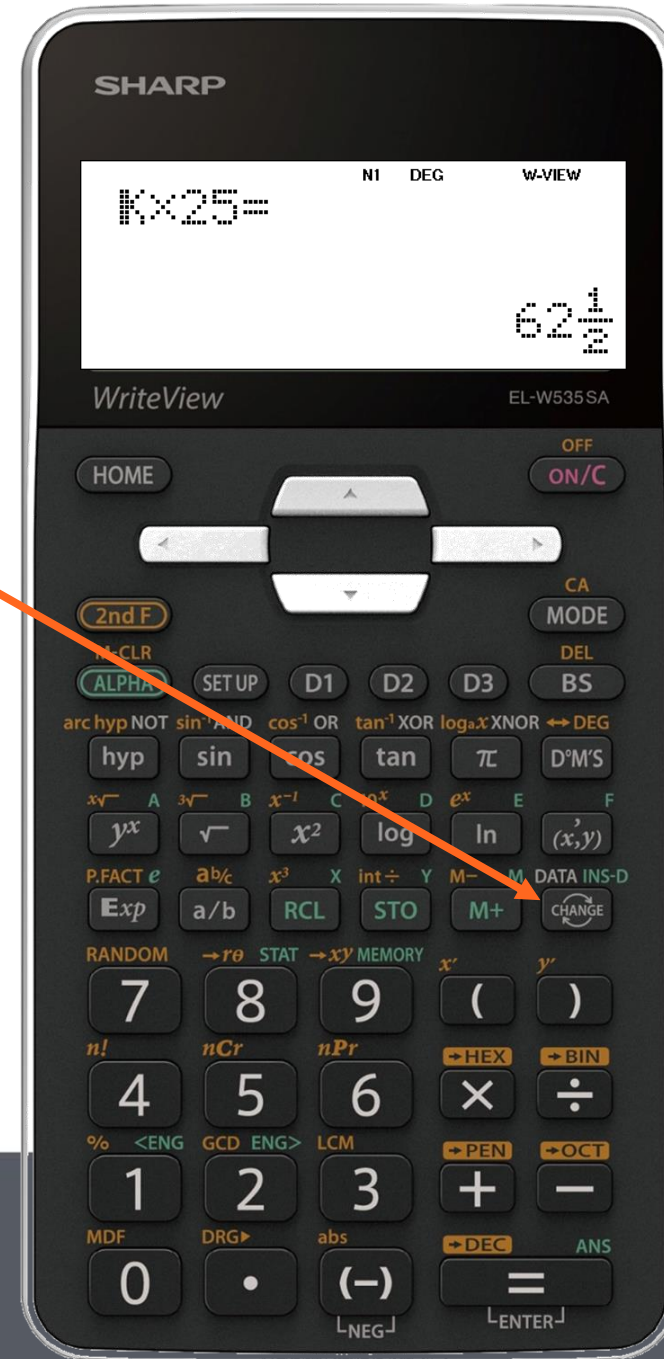 SHARP
N1 DEG W-VIEW
K×25=
62 1/2
WriteView EL-W535SA
OFF
HOME ON/C
CA
2nd F MODE
M-CLR DEL
ALPHA SET UP D1 D2 D3 BS
arc hyp NOT sin⁻¹ AND cos⁻¹ OR tan⁻¹ XOR logₐx XNOR ↔DEG
hyp sin cos tan π D°M'S
ˣ√ A ³√ B x⁻¹ C 10ˣ D eˣ E F
yˣ √ x² log ln (x,y)
P.FACT e ab/c x³ X int÷ Y M− M DATA INS-D
Exp a/b RCL STO M+ CHANGE
RANDOM →rθ STAT →xy MEMORY x′ y′
7 8 9 ( )
n! nCr nPr →HEX →BIN
4 5 6 × ÷
% <ENG GCD ENG> LCM →PEN →OCT
1 2 3 + −
MDF DRG▶ abs →DEC ANS
0 • (−) =
NEG ENTER